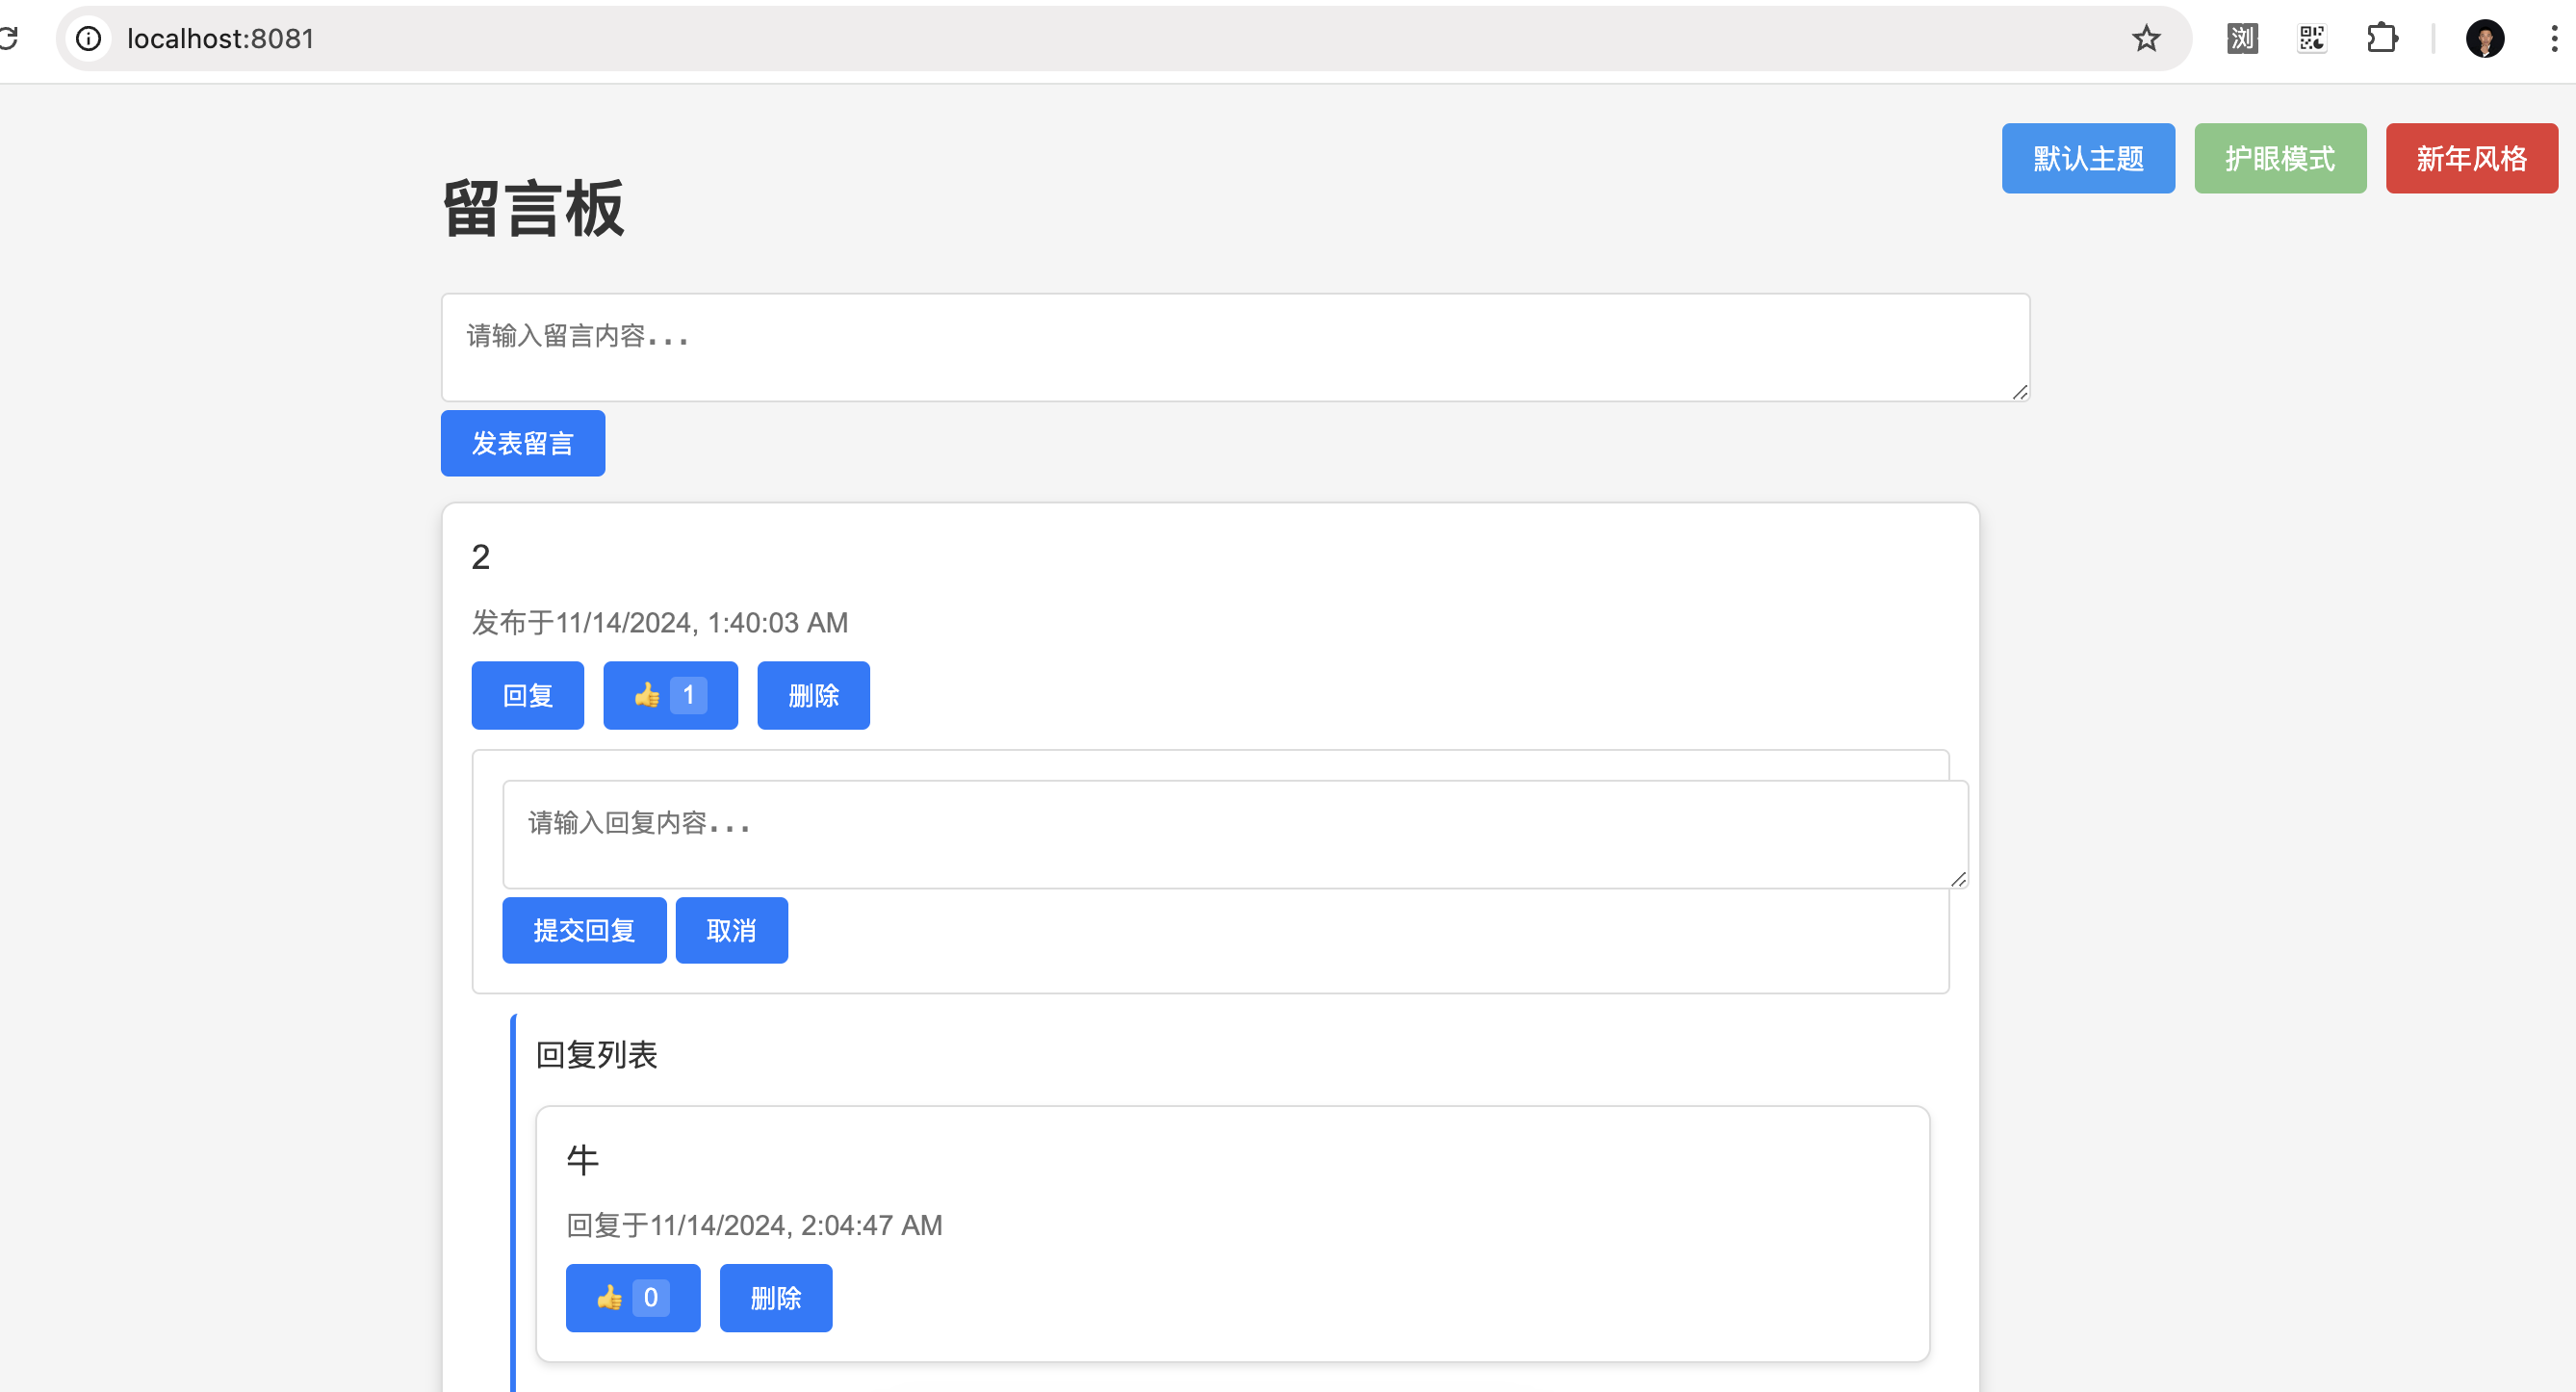 localhost:8081
浏
默认主题 护眼模式 新年风格
留言板
请输入留言内容...
发表留言
2
发布于11/14/2024, 1:40:03 AM
回复 👍 1 删除
请输入回复内容...
提交回复 取消
回复列表
牛
回复于11/14/2024, 2:04:47 AM
👍 0 删除